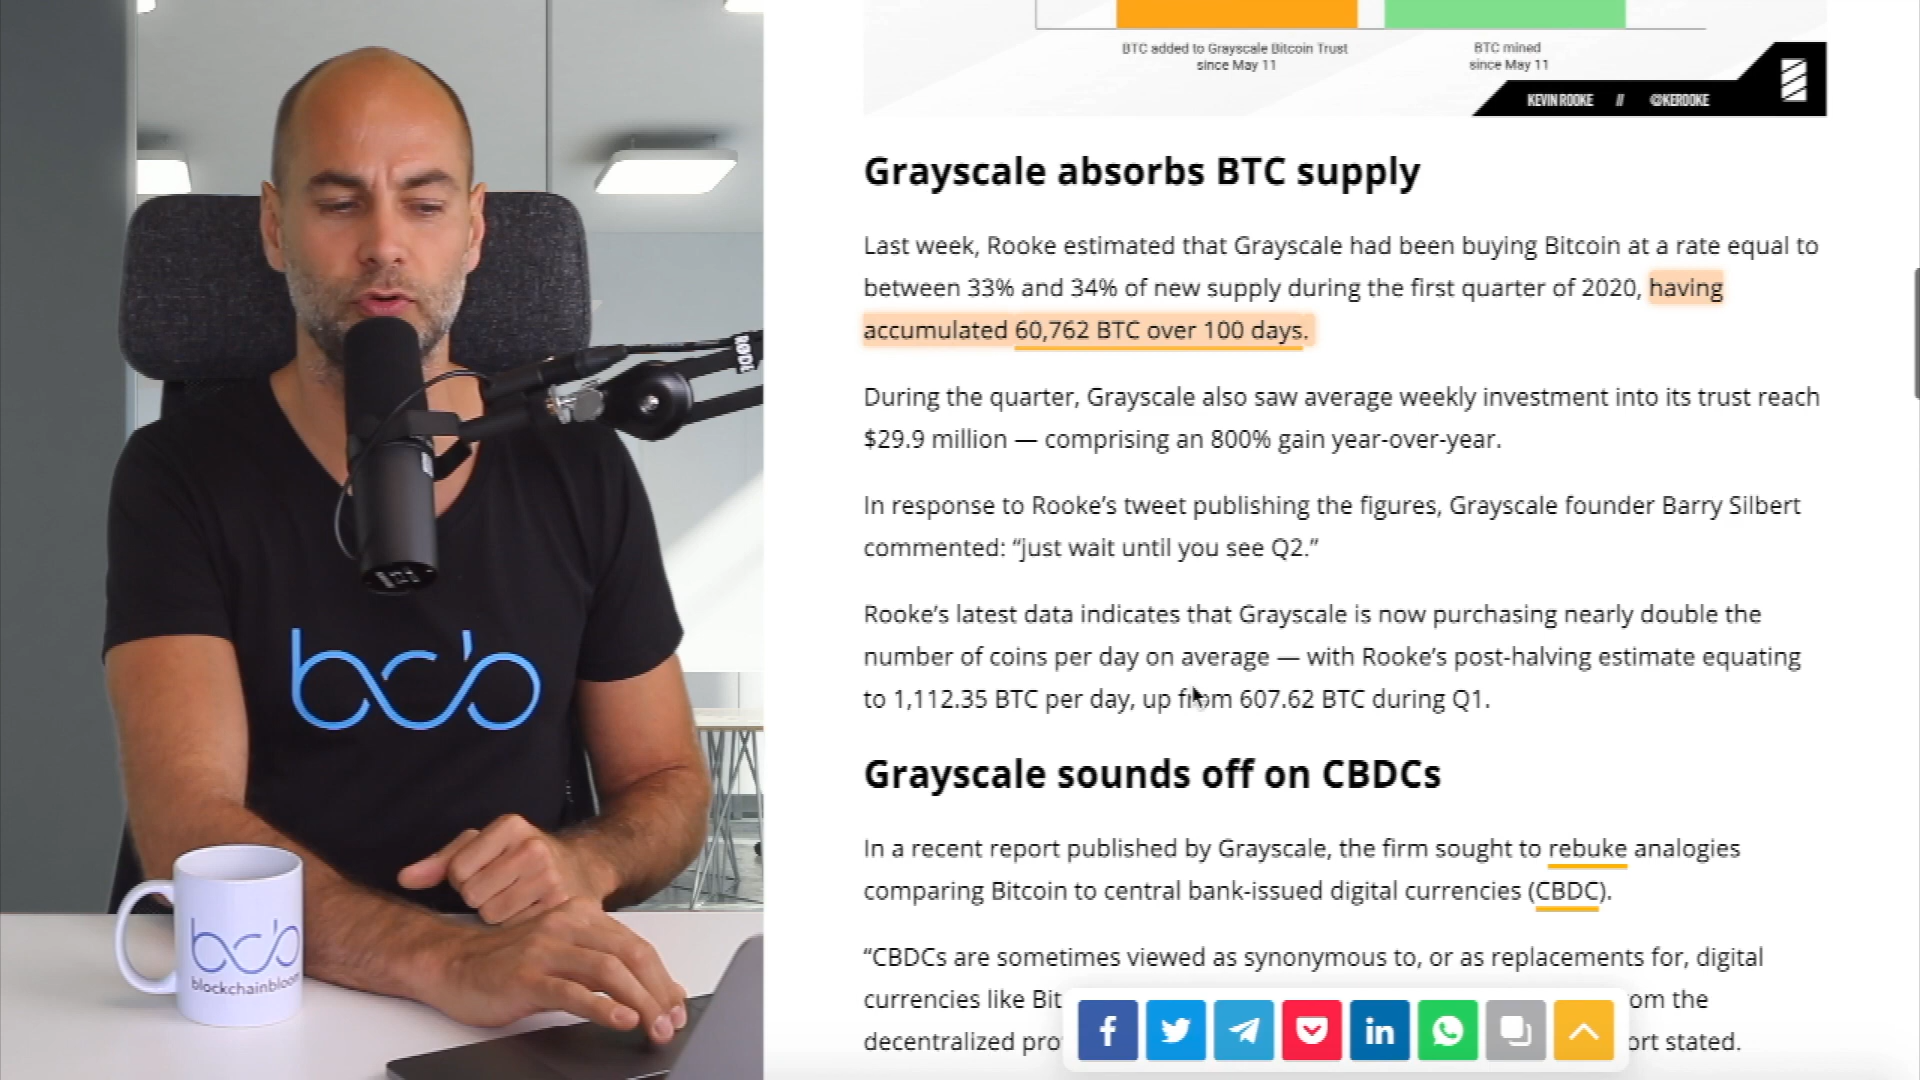 BTC added to Grayscale Bitcoin Trust
since May 11
BTC mined
since May 11
KEVIN ROOKE // @KEROOKE
Grayscale absorbs BTC supply
Last week, Rooke estimated that Grayscale had been buying Bitcoin at a rate equal to
between 33% and 34% of new supply during the first quarter of 2020, having
accumulated 60,762 BTC over 100 days.
During the quarter, Grayscale also saw average weekly investment into its trust reach
$29.9 million — comprising an 800% gain year-over-year.
In response to Rooke’s tweet publishing the figures, Grayscale founder Barry Silbert
commented: “just wait until you see Q2.”
Rooke’s latest data indicates that Grayscale is now purchasing nearly double the
number of coins per day on average — with Rooke’s post-halving estimate equating
to 1,112.35 BTC per day, up from 607.62 BTC during Q1.
Grayscale sounds off on CBDCs
In a recent report published by Grayscale, the firm sought to rebuke analogies
comparing Bitcoin to central bank-issued digital currencies (CBDC).
“CBDCs are sometimes viewed as synonymous to, or as replacements for, digital
currencies like Bit om the
decentralized pro ort stated.
RØDE
bcb
bcb
blockchainbloom